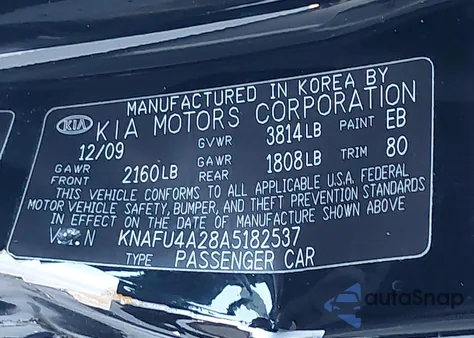 MANUFACTURED IN KOREA BY
KIA KIA MOTORS CORPORATION
12/09 GVWR 3814LB PAINT EB
GAWR FRONT 2160LB GAWR REAR 1808LB TRIM 80
THIS VEHICLE CONFORMS TO ALL APPLICABLE U.S.A. FEDERAL
MOTOR VEHICLE SAFETY, BUMPER, AND THEFT PREVENTION STANDARDS
IN EFFECT ON THE DATE OF MANUFACTURE SHOWN ABOVE
V.I.N KNAFU4A28A5182537
TYPE PASSENGER CAR
autoSnap